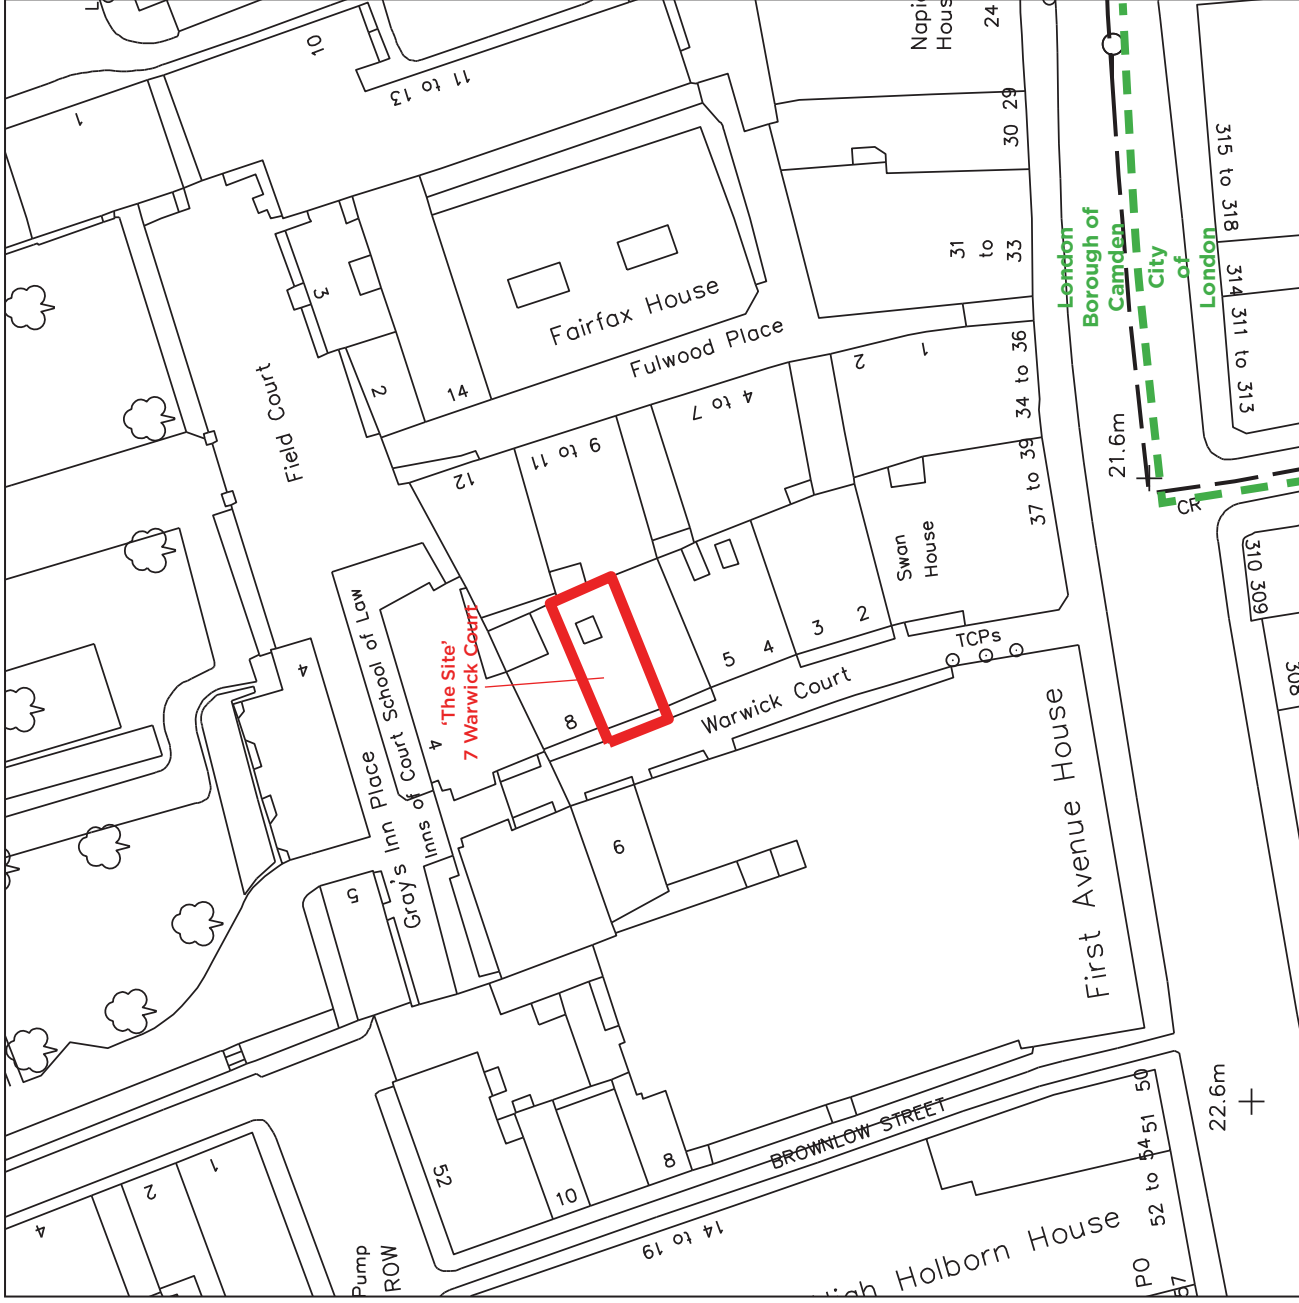 10
11 to 13
1
Napi
Hous
24
29
30
31
to
33
315 to 318
314
311 to 313
London
Borough of
Camden
City
of
London
3
Fairfax House
Fulwood Place
2
14
Field Court
2
1
34 to 36
4 to 7
9 to 11
12
37 to 39
21.6m
CR
Swan
House
310
309
308
4
Inns of Court School of Law
4
'The Site'
7 Warwick Court
8
5
4
3
2
TCPs
Warwick Court
Gray's Inn Place
5
6
First Avenue House
22.6m
50
51
52 to 54
BROWNLOW STREET
8
10
52
14 to 19
1
2
4
Pump
ROW
High Holborn House
PO
57